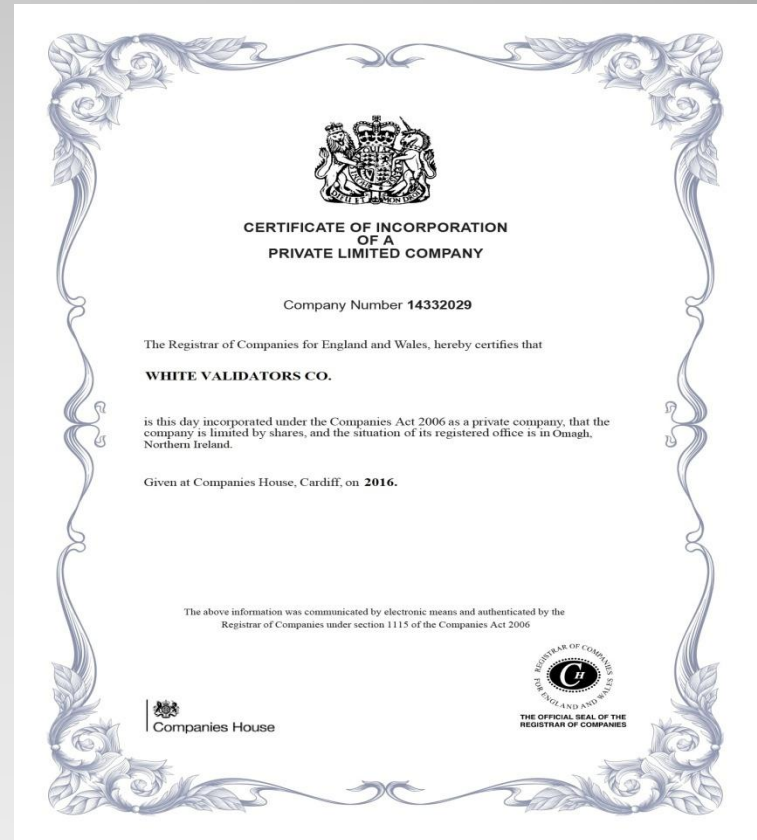 DIEU ET MON DROIT
CERTIFICATE OF INCORPORATION
OF A
PRIVATE LIMITED COMPANY
Company Number 14332029
The Registrar of Companies for England and Wales, hereby certifies that
WHITE VALIDATORS CO.
is this day incorporated under the Companies Act 2006 as a private company, that the
company is limited by shares, and the situation of its registered office is in Omagh,
Northern Ireland.
Given at Companies House, Cardiff, on 2016.
The above information was communicated by electronic means and authenticated by the
Registrar of Companies under section 1115 of the Companies Act 2006
Companies House
REGISTRAR OF COMPANIES
FOR ENGLAND AND WALES
CH
THE OFFICIAL SEAL OF THE
REGISTRAR OF COMPANIES